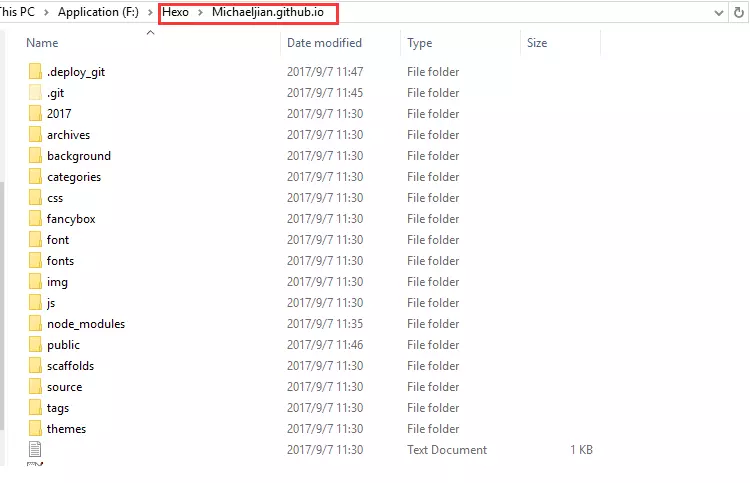 This PC > Application (F:) > Hexo > Michaeljian.github.io
Name Date modified Type Size
.deploy_git 2017/9/7 11:47 File folder
.git 2017/9/7 11:45 File folder
2017 2017/9/7 11:30 File folder
archives 2017/9/7 11:30 File folder
background 2017/9/7 11:30 File folder
categories 2017/9/7 11:30 File folder
css 2017/9/7 11:30 File folder
fancybox 2017/9/7 11:30 File folder
font 2017/9/7 11:30 File folder
fonts 2017/9/7 11:30 File folder
img 2017/9/7 11:30 File folder
js 2017/9/7 11:30 File folder
node_modules 2017/9/7 11:35 File folder
public 2017/9/7 11:46 File folder
scaffolds 2017/9/7 11:30 File folder
source 2017/9/7 11:30 File folder
tags 2017/9/7 11:30 File folder
themes 2017/9/7 11:30 File folder
2017/9/7 11:30 Text Document 1 KB